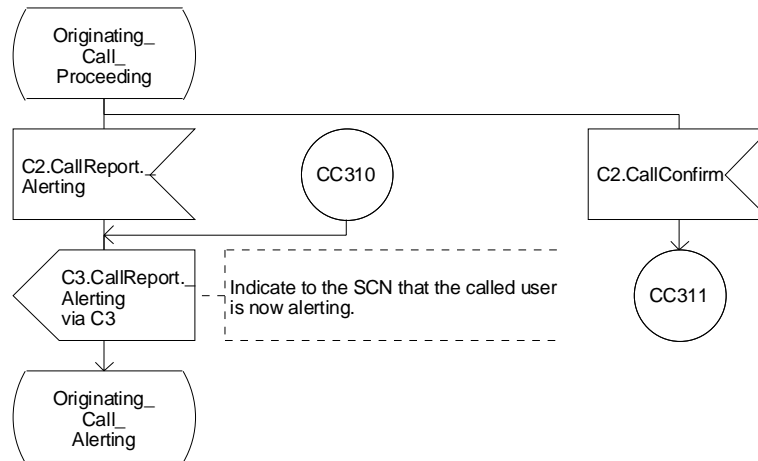 Originating_
Call_
Proceeding
C2.CallReport._
Alerting
CC310
C2.CallConfirm
C3.CallReport._
Alerting
via C3
Indicate to the SCN that the called user
is now alerting.
CC311
Originating_
Call_
Alerting